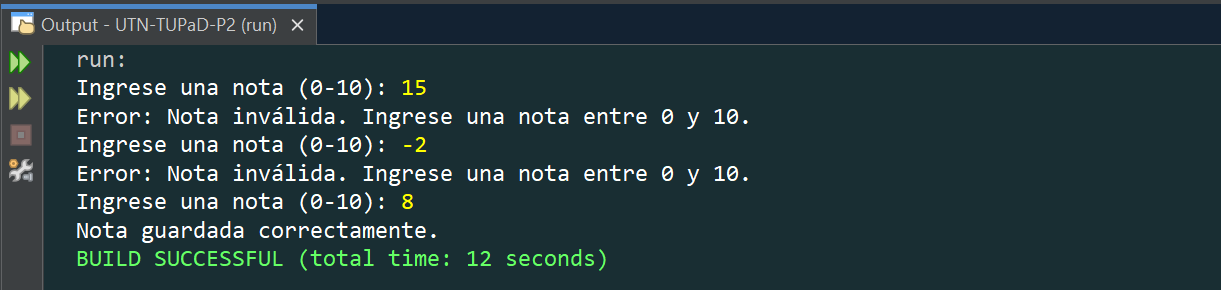 Output - UTN-TUPaD-P2 (run)
run:
Ingrese una nota (0-10): 15
Error: Nota inválida. Ingrese una nota entre 0 y 10.
Ingrese una nota (0-10): -2
Error: Nota inválida. Ingrese una nota entre 0 y 10.
Ingrese una nota (0-10): 8
Nota guardada correctamente.
BUILD SUCCESSFUL (total time: 12 seconds)